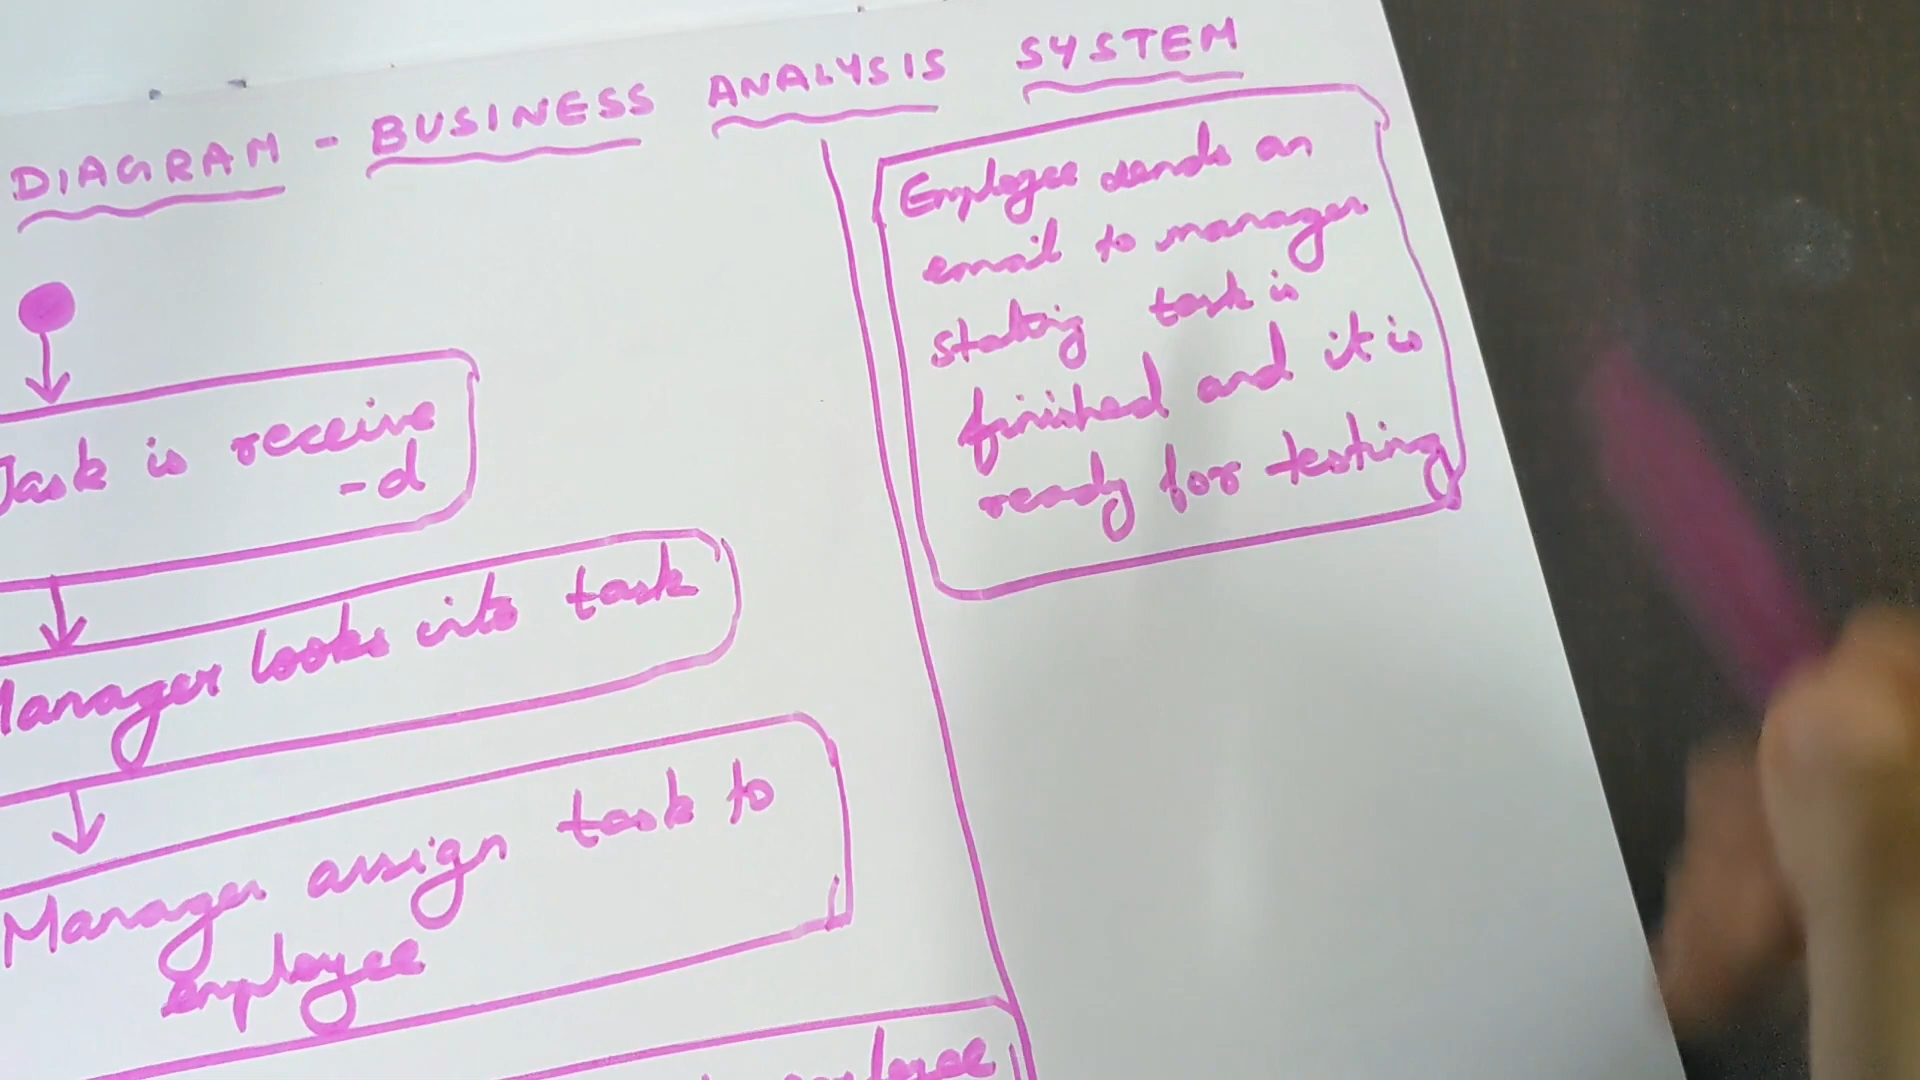 DIAGRAM - BUSINESS ANALYSIS SYSTEM
Task is receive
-d
Manager looks into task
Manager assign task to
employee
Employee sends an
email to manager
stating task is
finished and it is
ready for testing